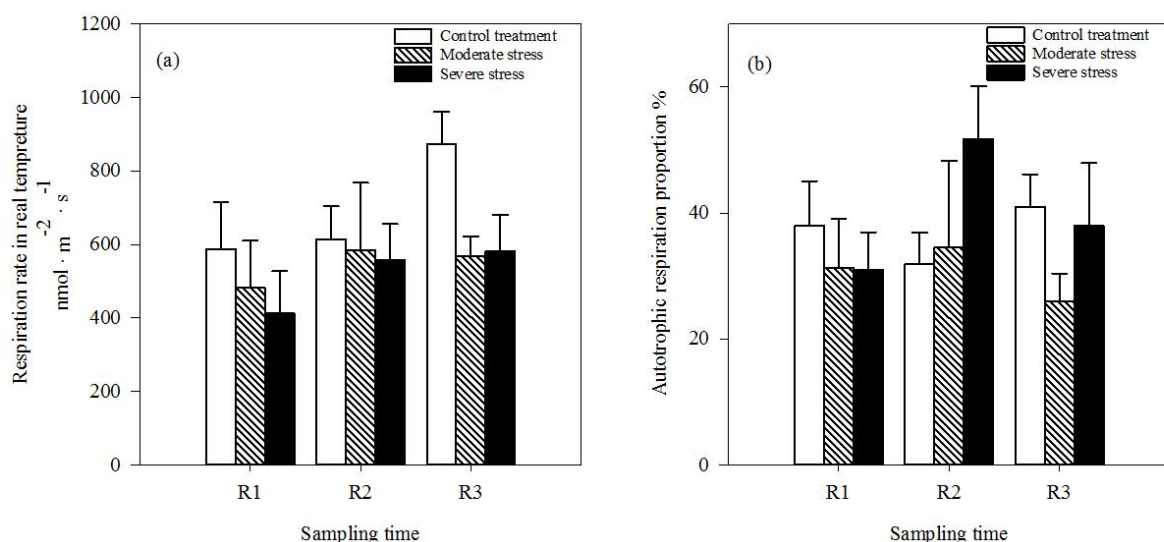 (a)
Control treatment
Moderate stress
Severe stress
Respiration rate in real tempreture
nmol · m-2 · s-1
1200
1000
800
600
400
200
0
R1 R2 R3
Sampling time
(b)
Control treatment
Moderate stress
Severe stress
Autotrophic respiration proportion %
60
40
20
0
R1 R2 R3
Sampling time